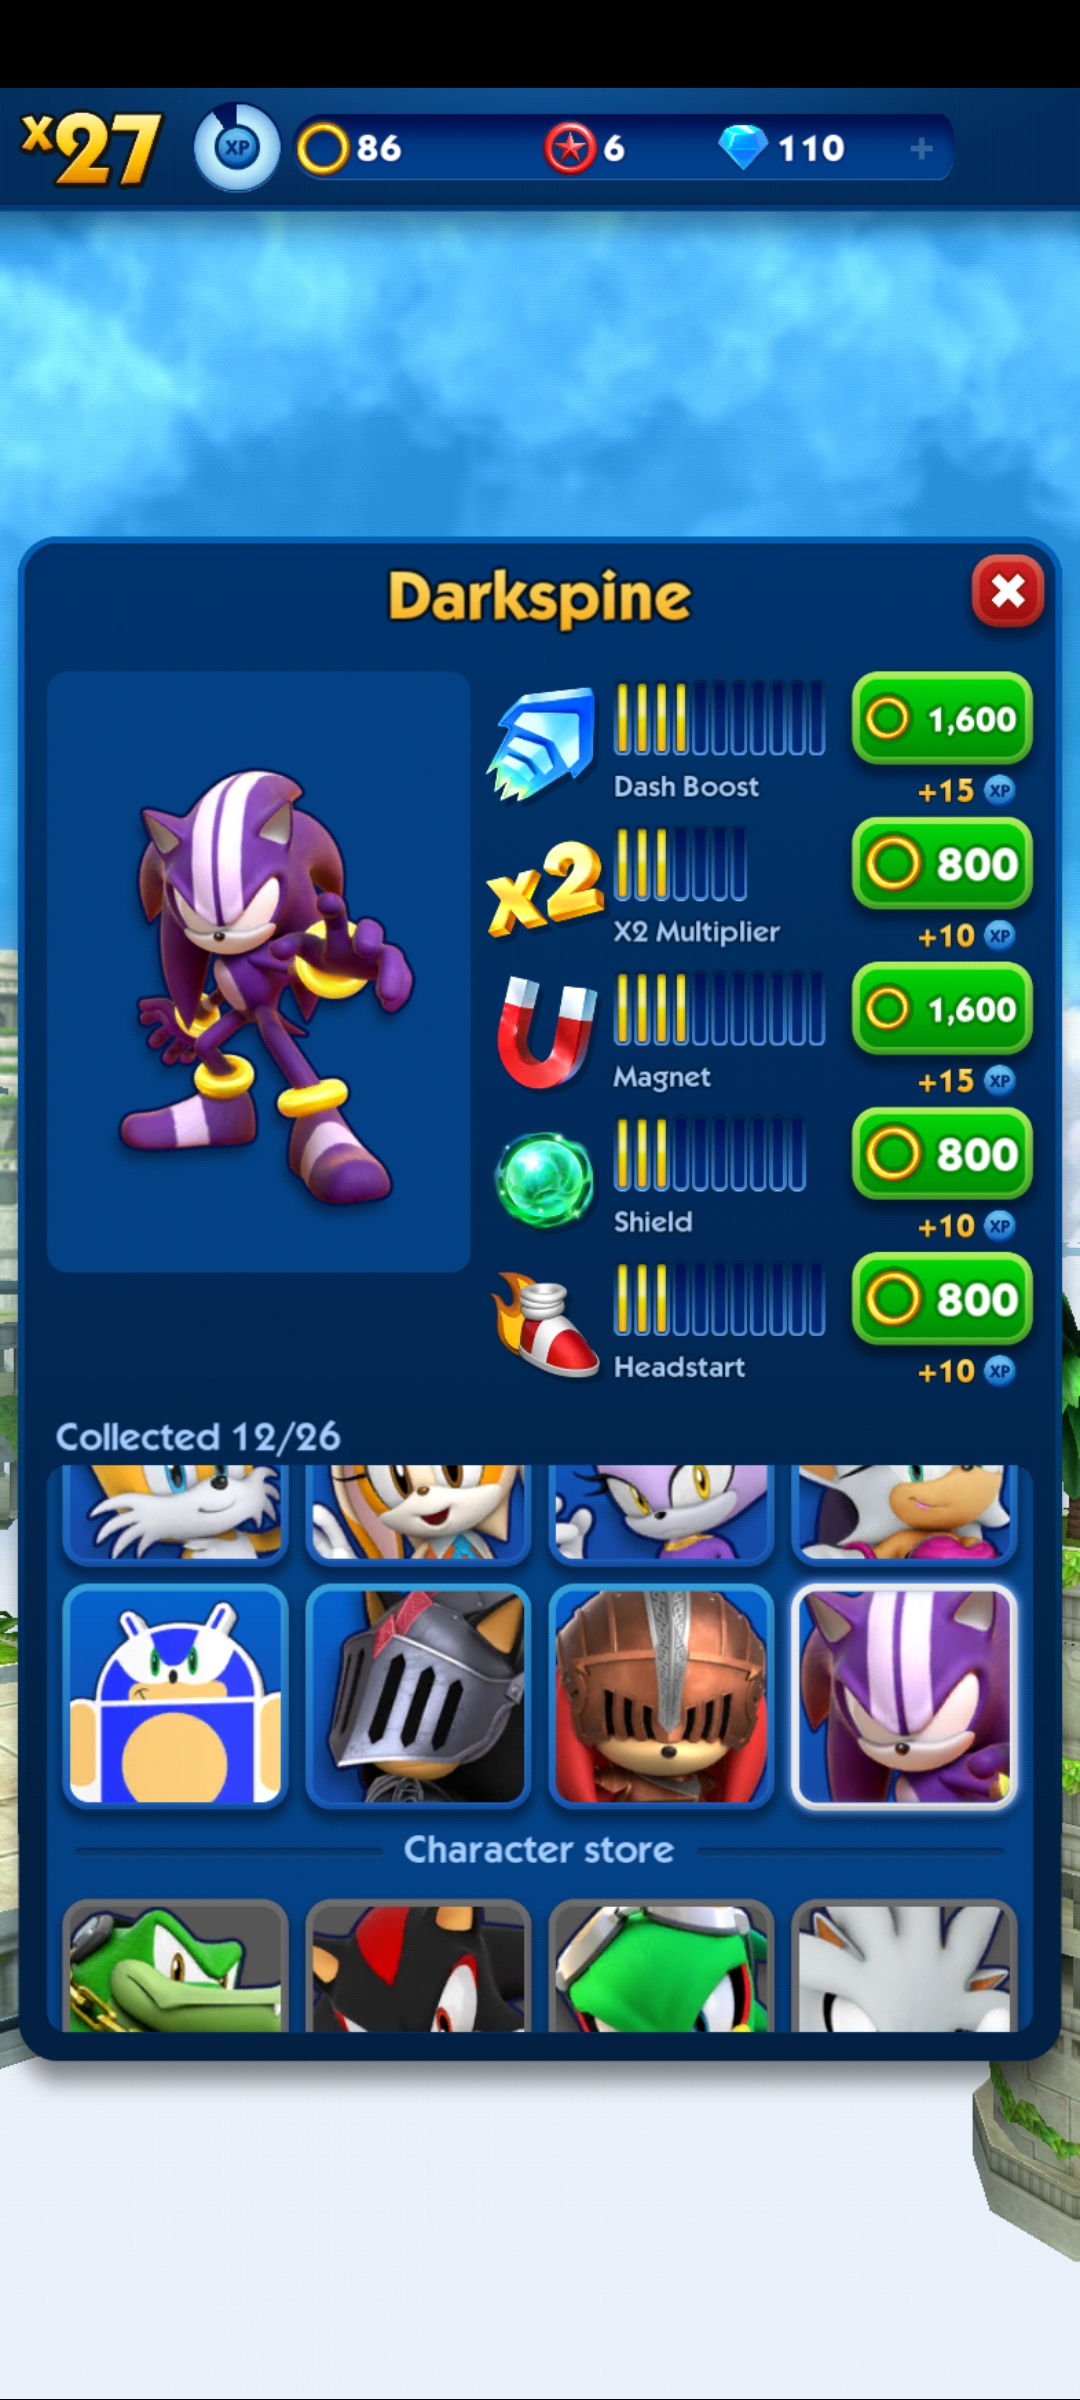 x27 XP 86 6 110 +
Darkspine
1,600
Dash Boost
+15 XP
x2 800
X2 Multiplier
+10 XP
1,600
Magnet
+15 XP
800
Shield
+10 XP
800
Headstart
+10 XP
Collected 12/26
Character store